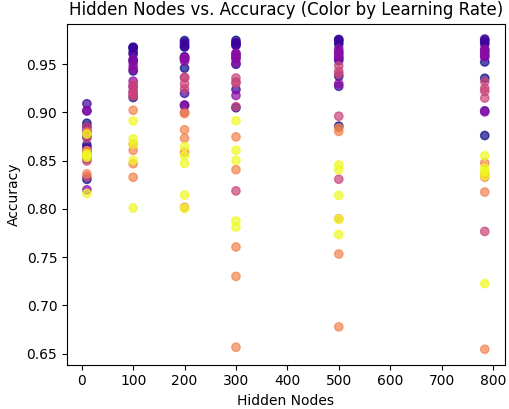 Hidden Nodes vs. Accuracy (Color by Learning Rate)
Accuracy
0.95
0.90
0.85
0.80
0.75
0.70
0.65
0 100 200 300 400 500 600 700 800
Hidden Nodes